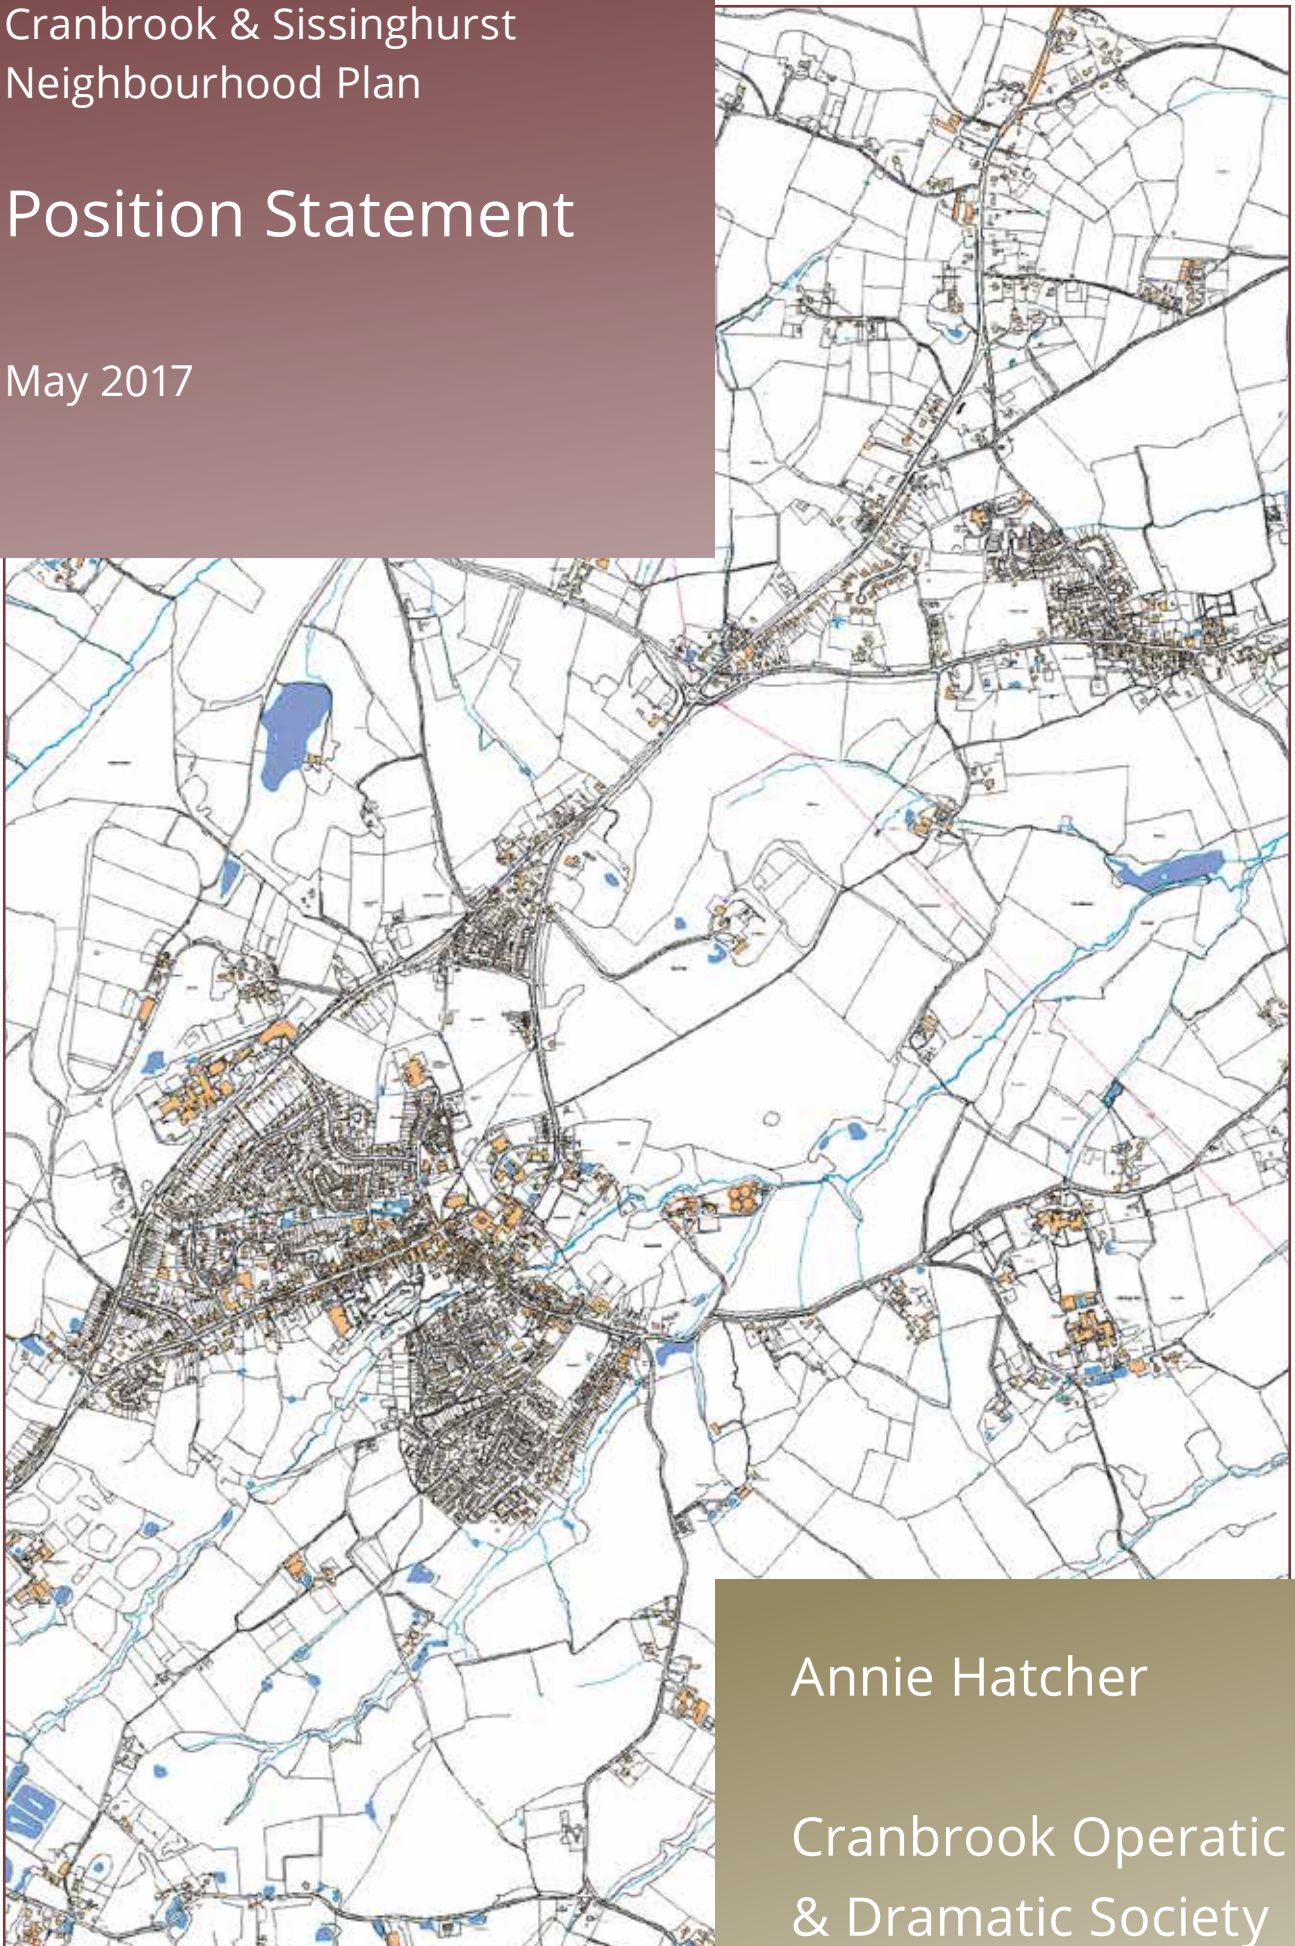 Cranbrook & Sissinghurst
Neighbourhood Plan
Position Statement
May 2017
Annie Hatcher
Cranbrook Operatic
& Dramatic Society